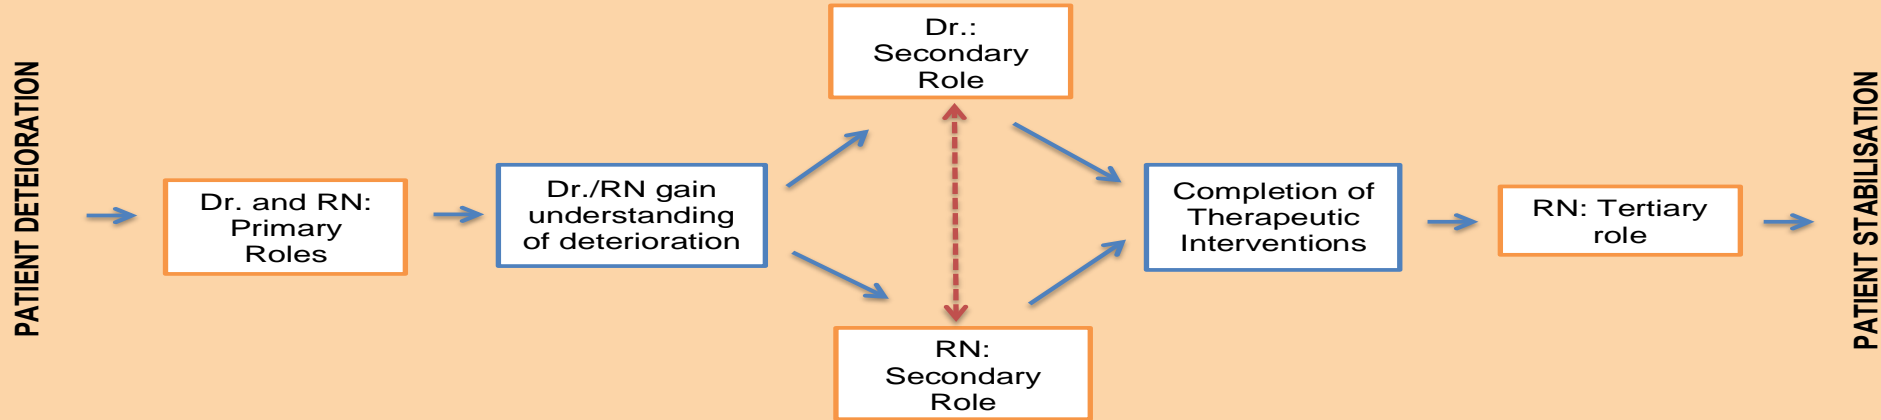 PATIENT DETEIORATION
Dr. and RN:
Primary
Roles
Dr./RN gain
understanding
of deterioration
Dr.:
Secondary
Role
RN:
Secondary
Role
Completion of
Therapeutic
Interventions
RN: Tertiary
role
PATIENT STABILISATION